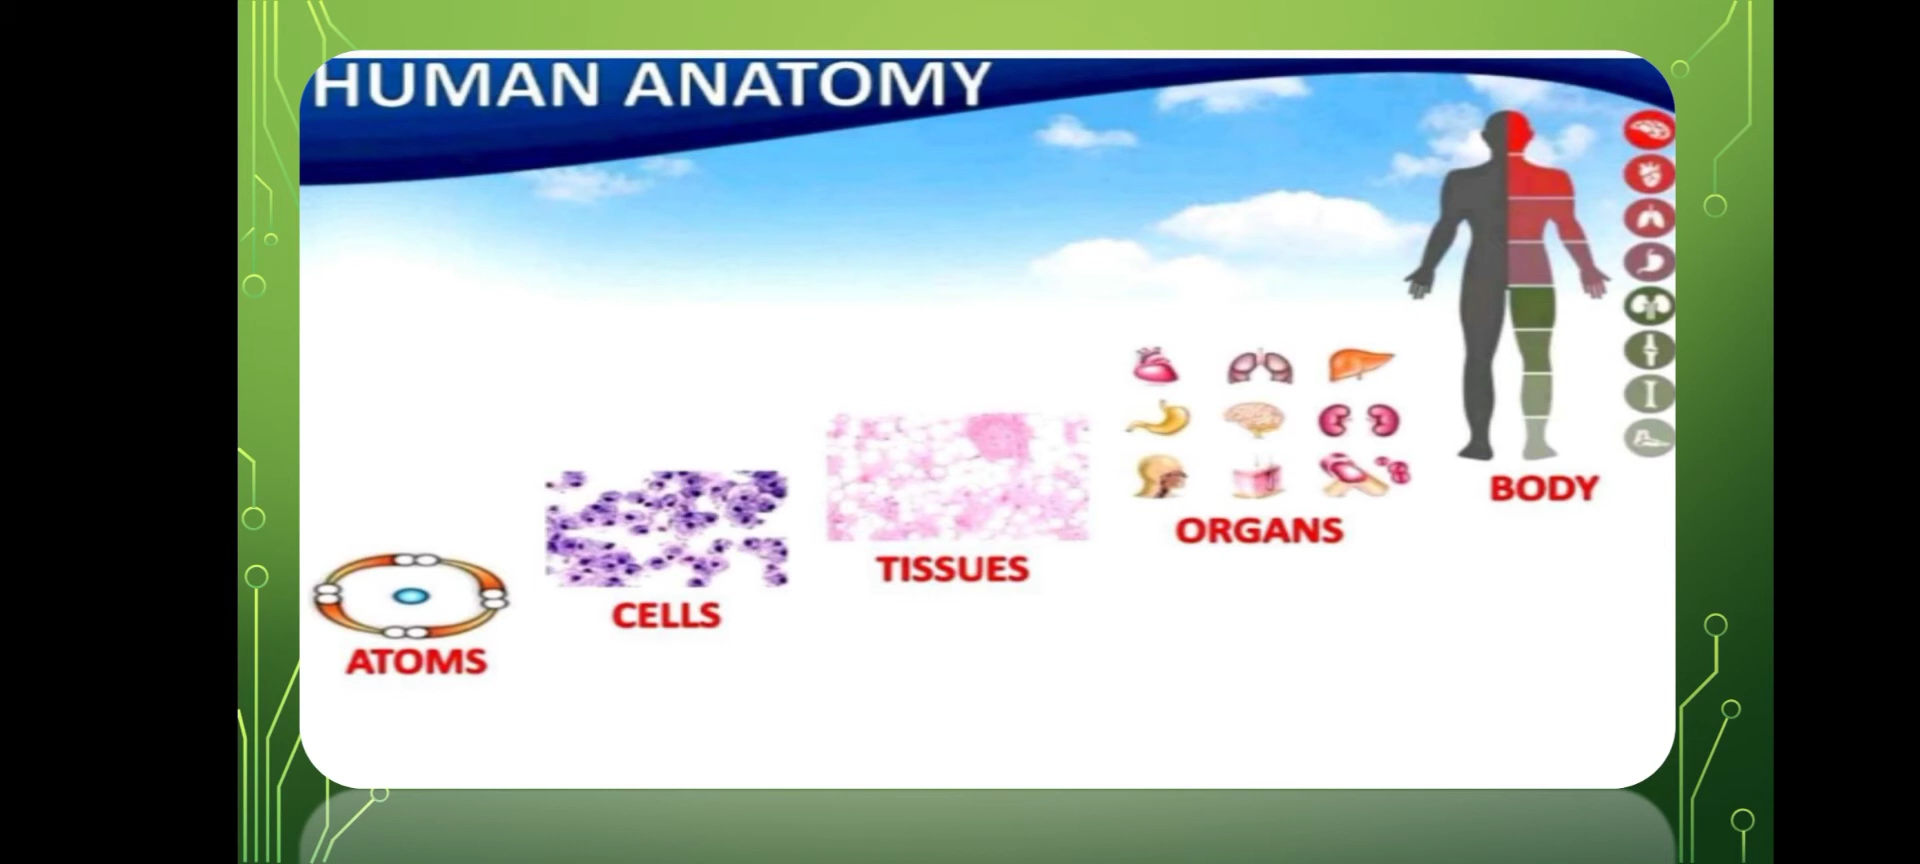 HUMAN ANATOMY
ATOMS
CELLS
TISSUES
ORGANS
BODY